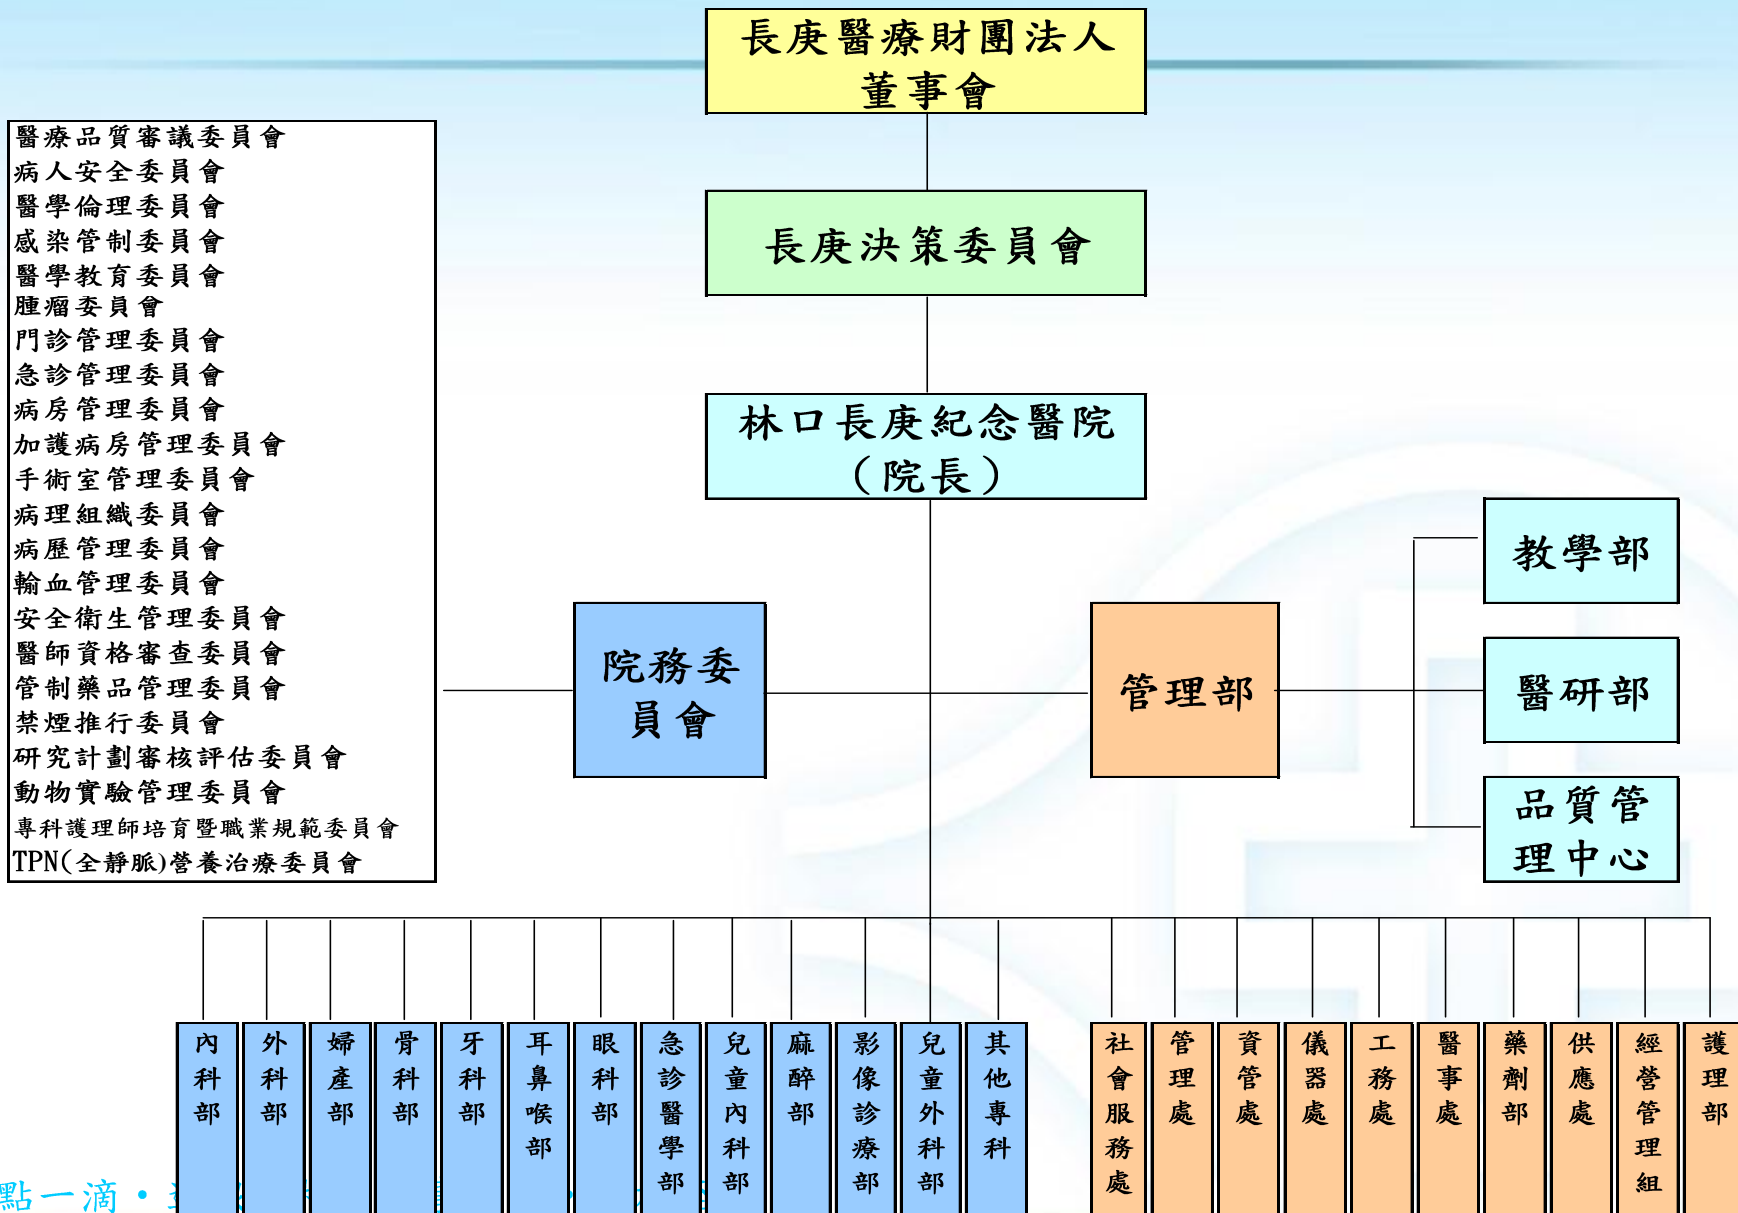 長庚醫療財團法人
董事會
長庚決策委員會
林口長庚紀念醫院
（院長）
醫療品質審議委員會
病人安全委員會
醫學倫理委員會
感染管制委員會
醫學教育委員會
腫瘤委員會
門診管理委員會
急診管理委員會
病房管理委員會
加護病房管理委員會
手術室管理委員會
病理組織委員會
病歷管理委員會
輸血管理委員會
安全衛生管理委員會
醫師資格審查委員會
管制藥品管理委員會
禁煙推行委員會
研究計劃審核評估委員會
動物實驗管理委員會
專科護理師培育暨職業規範委員會
TPN(全靜脈)營養治療委員會
院務委
員會
管理部
教學部
醫研部
品質管
理中心
內科部
外科部
婦產部
骨科部
牙科部
耳鼻喉部
眼科部
急診醫學部
兒童內科部
麻醉部
影像診療部
兒童外科部
其他專科
社會服務處
管理處
資管處
儀器處
工務處
醫事處
藥劑部
供應處
經營管理組
護理部
點一滴・